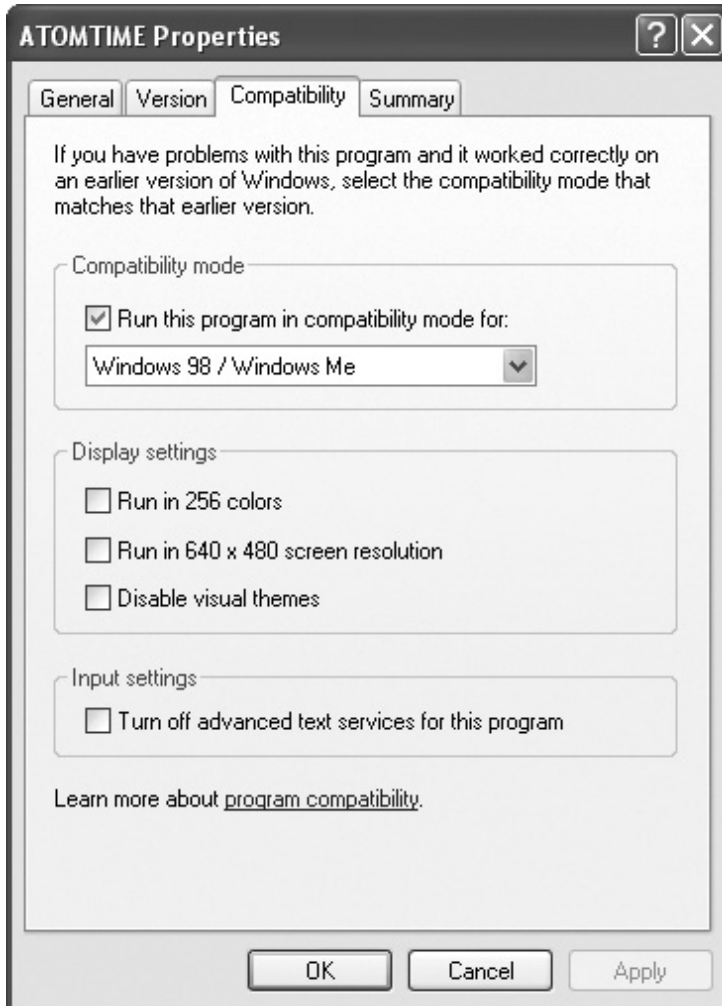 ATOMTIME Properties
?
General Version Compatibility Summary
If you have problems with this program and it worked correctly on
an earlier version of Windows, select the compatibility mode that
matches that earlier version.
Compatibility mode
Run this program in compatibility mode for:
Windows 98 / Windows Me
Display settings
Run in 256 colors
Run in 640 x 480 screen resolution
Disable visual themes
Input settings
Turn off advanced text services for this program
Learn more about program compatibility.
OK Cancel Apply